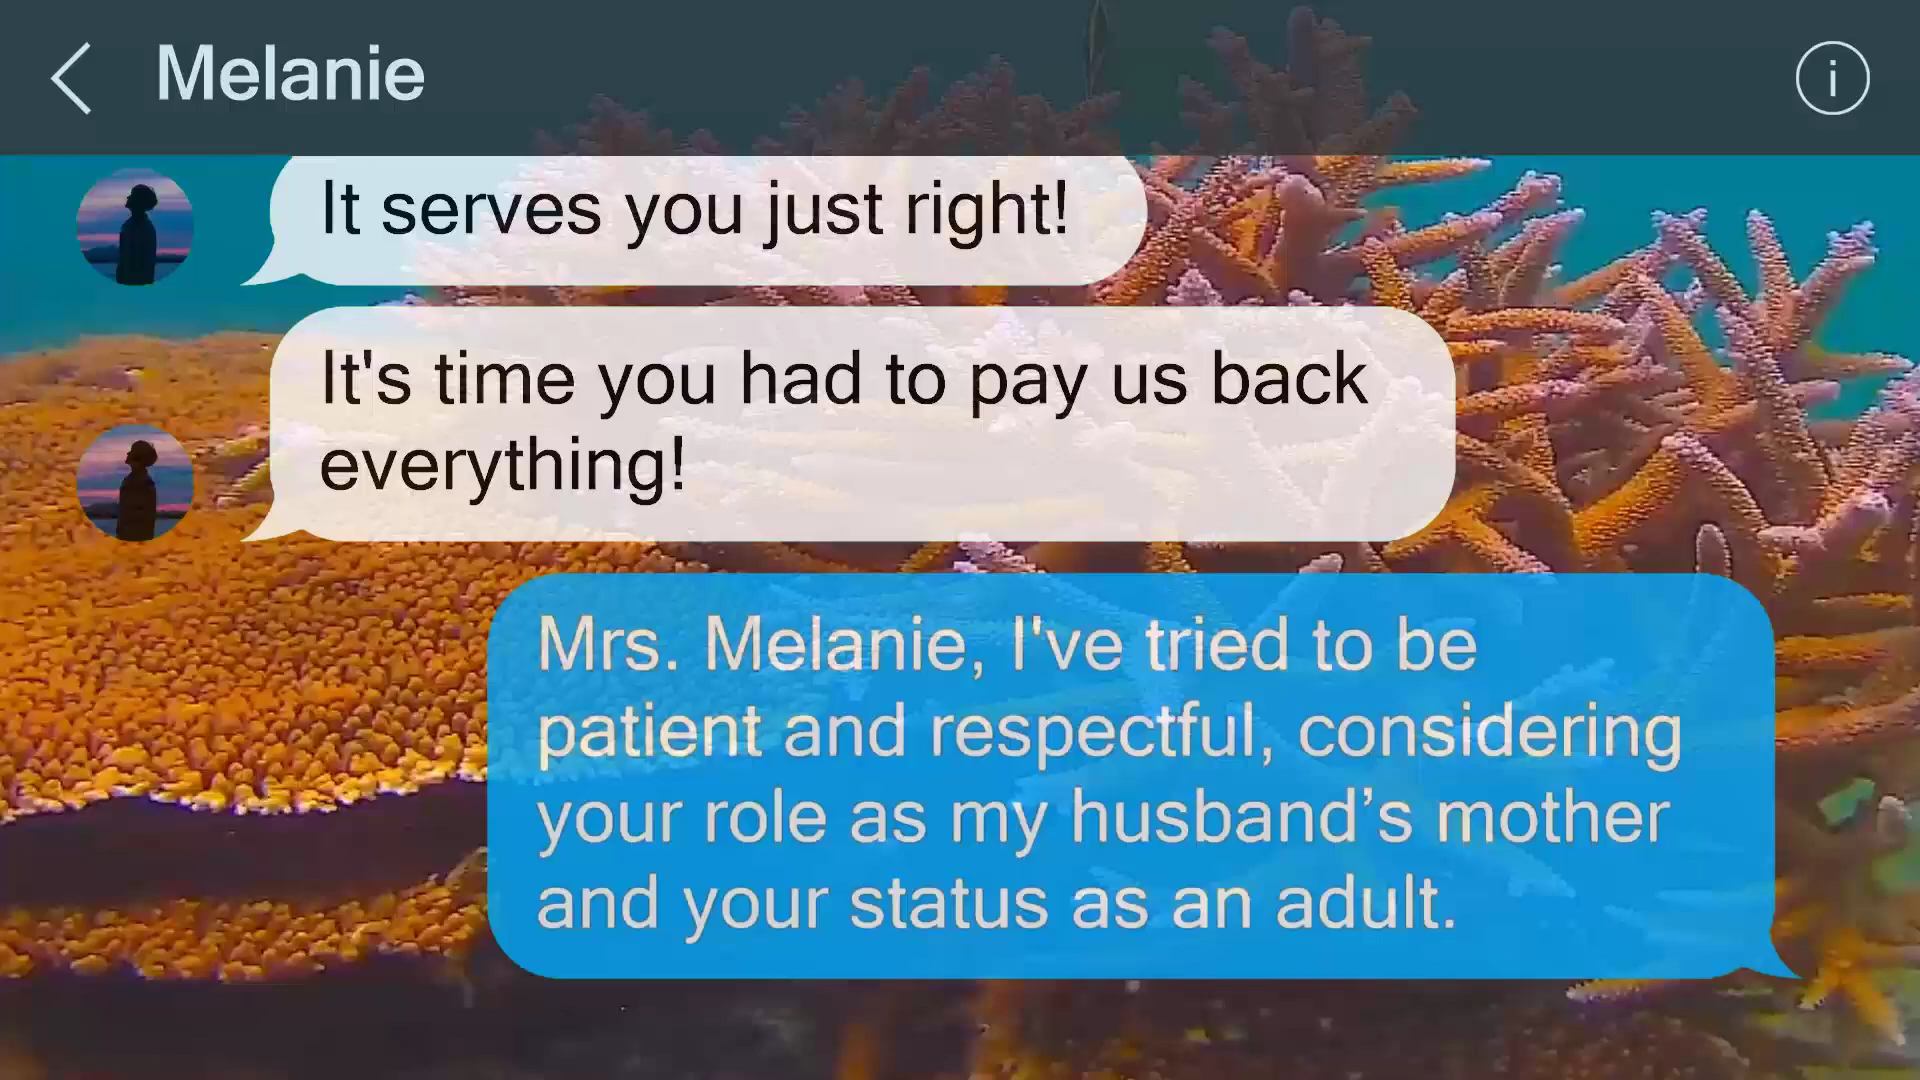 Melanie
i
It serves you just right!
It's time you had to pay us back
everything!
Mrs. Melanie, I've tried to be
patient and respectful, considering
your role as my husband’s mother
and your status as an adult.